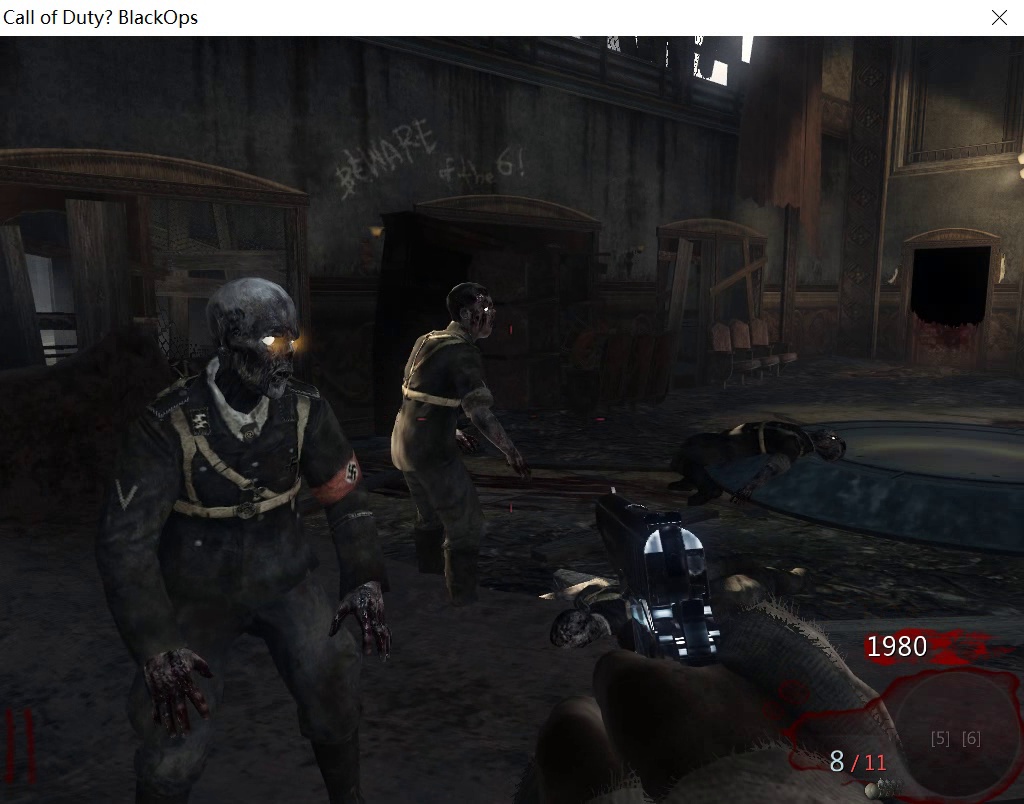 Call of Duty? BlackOps
BEWARE
of the 6!
1980
[5] [6]
8 / 11